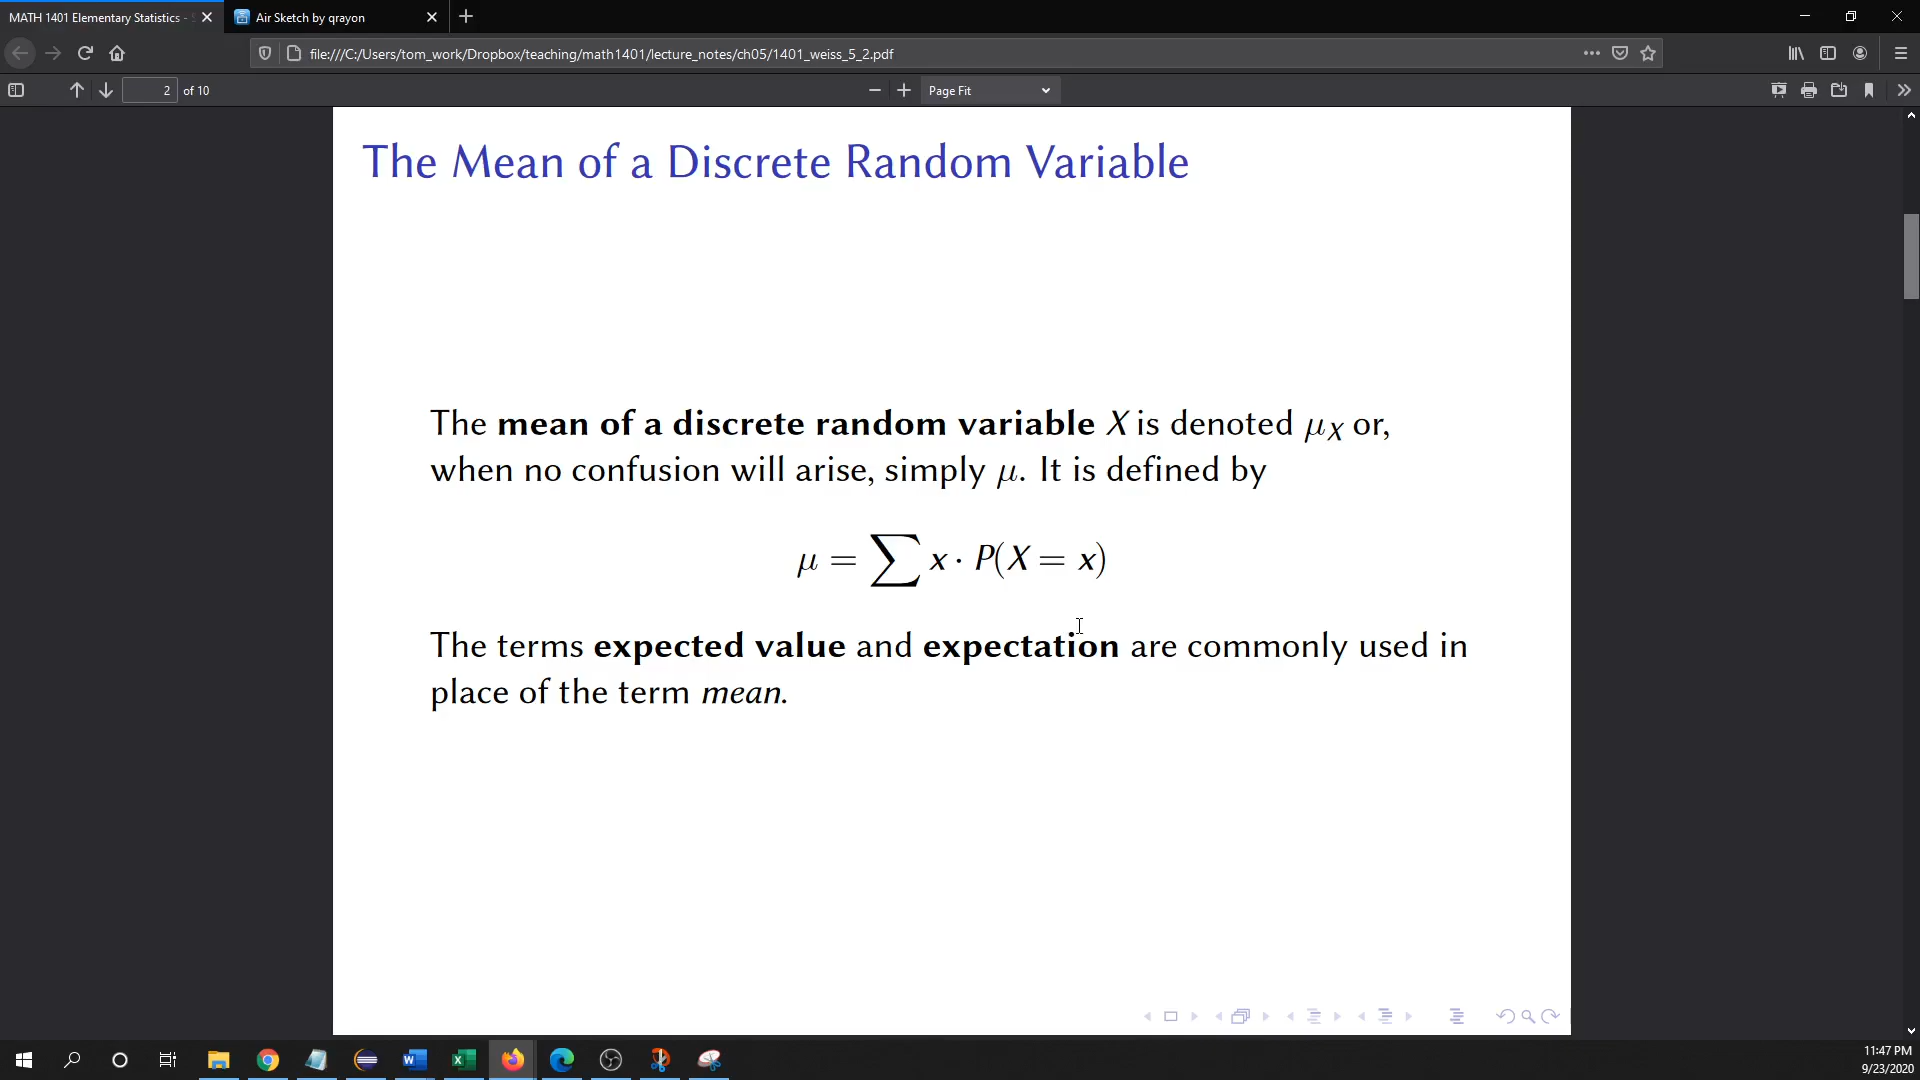 MATH 1401 Elementary Statistics -
Air Sketch by qrayon
file:///C:/Users/tom_work/Dropbox/teaching/math1401/lecture_notes/ch05/1401_weiss_5_2.pdf
2 of 10
Page Fit
The Mean of a Discrete Random Variable
The mean of a discrete random variable X is denoted μ_X or,
when no confusion will arise, simply μ. It is defined by
μ = ∑ x · P(X = x)
The terms expected value and expectation are commonly used in
place of the term mean.
11:47 PM
9/23/2020